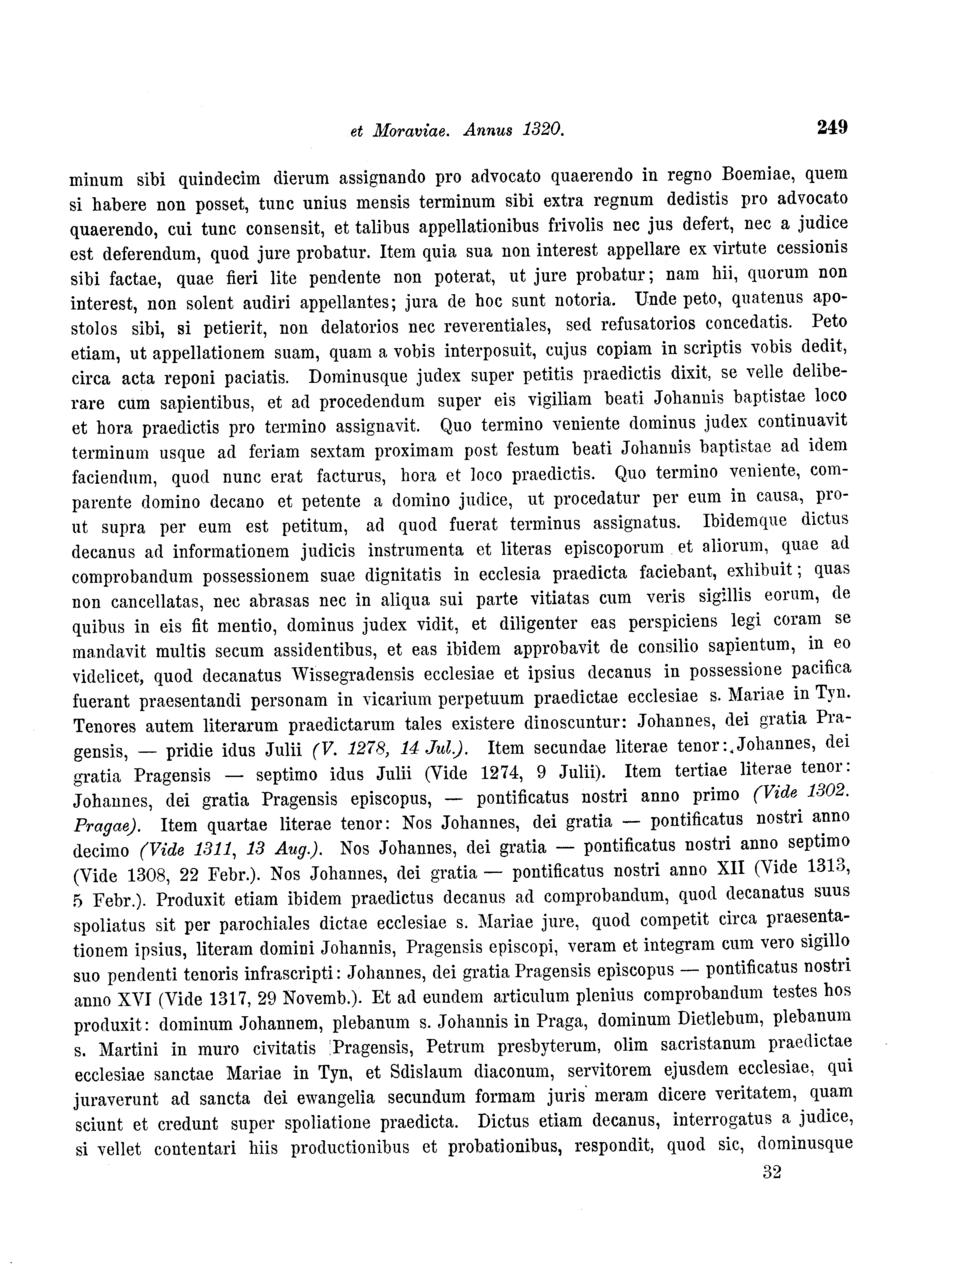 et Moraviae. Annus 1320. 249
minum sibi quindecim dierum assignando pro advocato quaerendo in regno Boemiae, quem
si habere non posset, tunc unius mensis terminum sibi extra regnum dedistis pro advocato
quaerendo, cui tunc consensit, et talibus appellationibus frivolis nec jus defert, nec a judice
est deferendum, quod jure probatur. Item quia sua non interest appellare ex virtute cessionis
sibi factae, quae fieri lite pendente non poterat, ut jure probatur; nam hii, quorum non
interest, non solent audiri appellantes; jura de hoc sunt notoria. Unde peto, quatenus apo-
stolos sibi, si petierit, non delatorios nec reverentiales, sed refusatorios concedatis. Peto
etiam, ut appellationem suam, quam a vobis interposuit, cujus copiam in scriptis vobis dedit,
circa acta reponi paciatis. Dominusque judex super petitis praedictis dixit, se velle delibe-
rare cum sapientibus, et ad procedendum super eis vigiliam beati Johannis baptistae loco
et hora praedictis pro termino assignavit. Quo termino veniente dominus judex continuavit
terminum usque ad feriam sextam proximam post festum beati Johannis baptistae ad idem
faciendum, quod nunc erat facturus, hora et loco praedictis. Quo termino veniente, com-
parente domino decano et petente a domino judice, ut procedatur per eum in causa, pro-
ut supra per eum est petitum, ad quod fuerat terminus assignatus. Ibidemque dictus
decanus ad informationem judicis instrumenta et literas episcoporum et aliorum, quae ad
comprobandum possessionem suae dignitatis in ecclesia praedicta faciebant, exhibuit; quas
non cancellatas, nec abrasas nec in aliqua sui parte vitiatas cum veris sigillis eorum, de
quibus in eis fit mentio, dominus judex vidit, et diligenter eas perspiciens legi coram se
mandavit multis secum assidentibus, et eas ibidem approbavit de consilio sapientum, in eo
videlicet, quod decanatus Wissegradensis ecclesiae et ipsius decanus in possessione pacifica
fuerant praesentandi personam in vicarium perpetuum praedictae ecclesiae s. Mariae in Tyn.
Tenores autem literarum praedictarum tales existere dinoscuntur: Johannes, dei gratia Pra-
gensis, — pridie idus Julii (V. 1278, 14 Jul.). Item secundae literae tenor: Johannes, dei
gratia Pragensis — septimo idus Julii (Vide 1274, 9 Julii). Item tertiae literae tenor:
Johannes, dei gratia Pragensis episcopus, — pontificatus nostri anno primo (Vide 1302.
Pragae). Item quartae literae tenor: Nos Johannes, dei gratia — pontificatus nostri anno
decimo (Vide 1311, 13 Aug.). Nos Johannes, dei gratia — pontificatus nostri anno septimo
(Vide 1308, 22 Febr.). Nos Johannes, dei gratia — pontificatus nostri anno XII (Vide 1313,
5 Febr.). Produxit etiam ibidem praedictus decanus ad comprobandum, quod decanatus suus
spoliatus sit per parochiales dictae ecclesiae s. Mariae jure, quod competit circa praesenta-
tionem ipsius, literam domini Johannis, Pragensis episcopi, veram et integram cum vero sigillo
suo pendenti tenoris infrascripti: Johannes, dei gratia Pragensis episcopus — pontificatus nostri
anno XVI (Vide 1317, 29 Novemb.). Et ad eundem articulum plenius comprobandum testes hos
produxit: dominum Johannem, plebanum s. Johannis in Praga, dominum Dietlebum, plebanum
s. Martini in muro civitatis Pragensis, Petrum presbyterum, olim sacristanum praedictae
ecclesiae sanctae Mariae in Tyn, et Sdislaum diaconum, servitorem ejusdem ecclesiae, qui
juraverunt ad sancta dei ewangelia secundum formam juris meram dicere veritatem, quam
sciunt et credunt super spoliatione praedicta. Dictus etiam decanus, interrogatus a judice,
si vellet contentari hiis productionibus et probationibus, respondit, quod sic, dominusque
32